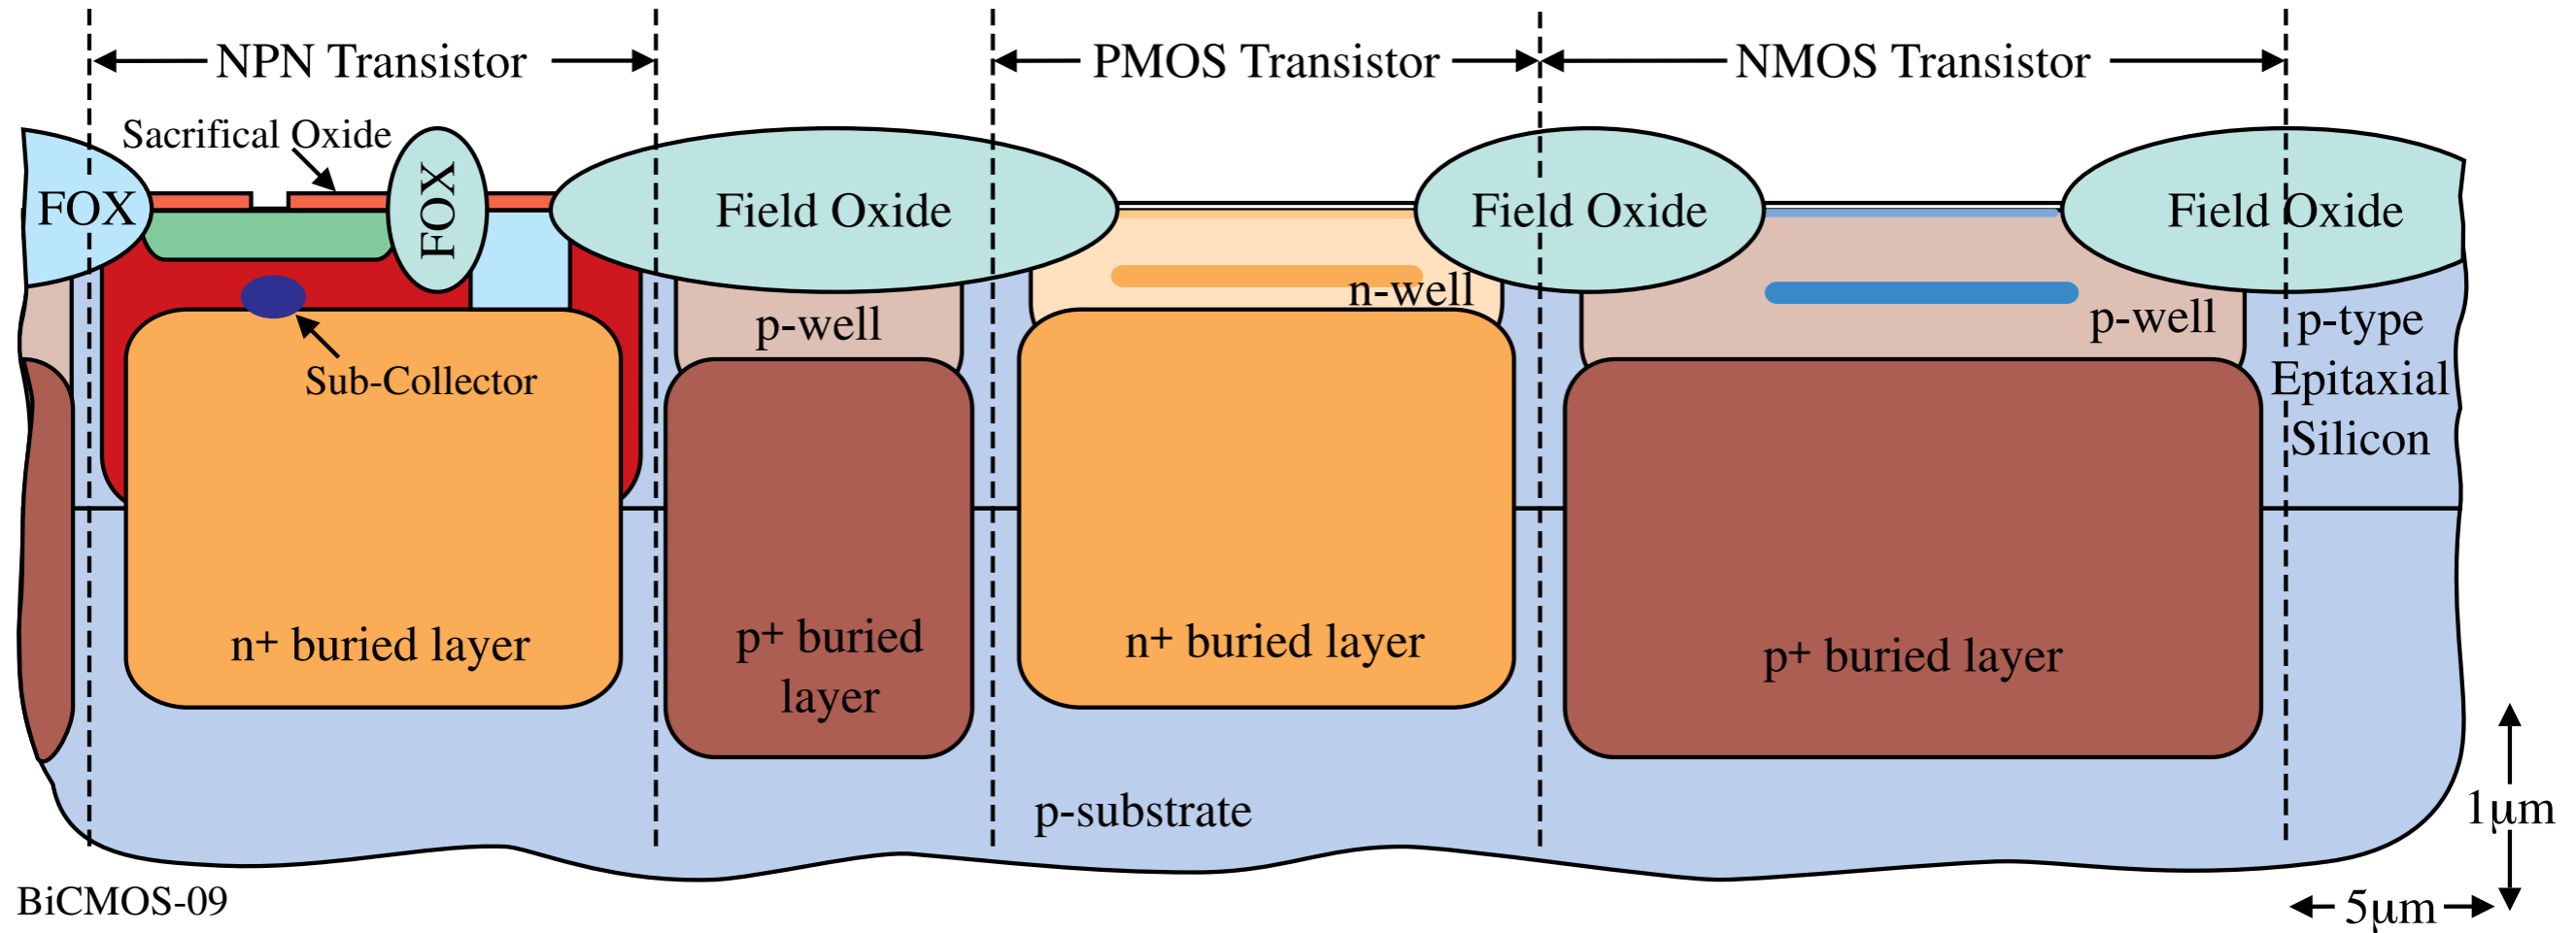 NPN Transistor
PMOS Transistor
NMOS Transistor
Sacrifical Oxide
FOX
FOX
Field Oxide
Field Oxide
Field Oxide
n-well
p-well
p-well
p-type
Epitaxial
Silicon
Sub-Collector
n+ buried layer
p+ buried
layer
n+ buried layer
p+ buried layer
p-substrate
1μm
5μm
BiCMOS-09